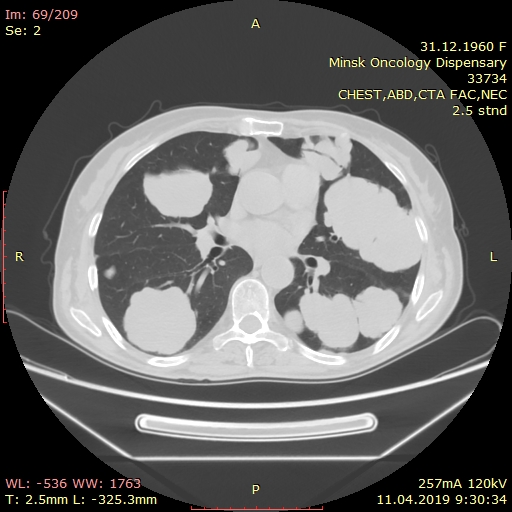 Im: 69/209
Se: 2
A
31.12.1960 F
Minsk Oncology Dispensary
33734
CHEST,ABD,CTA FAC,NEC
2.5 stnd
R
L
WL: -536 WW: 1763
T: 2.5mm L: -325.3mm
P
257mA 120kV
11.04.2019 9:30:34